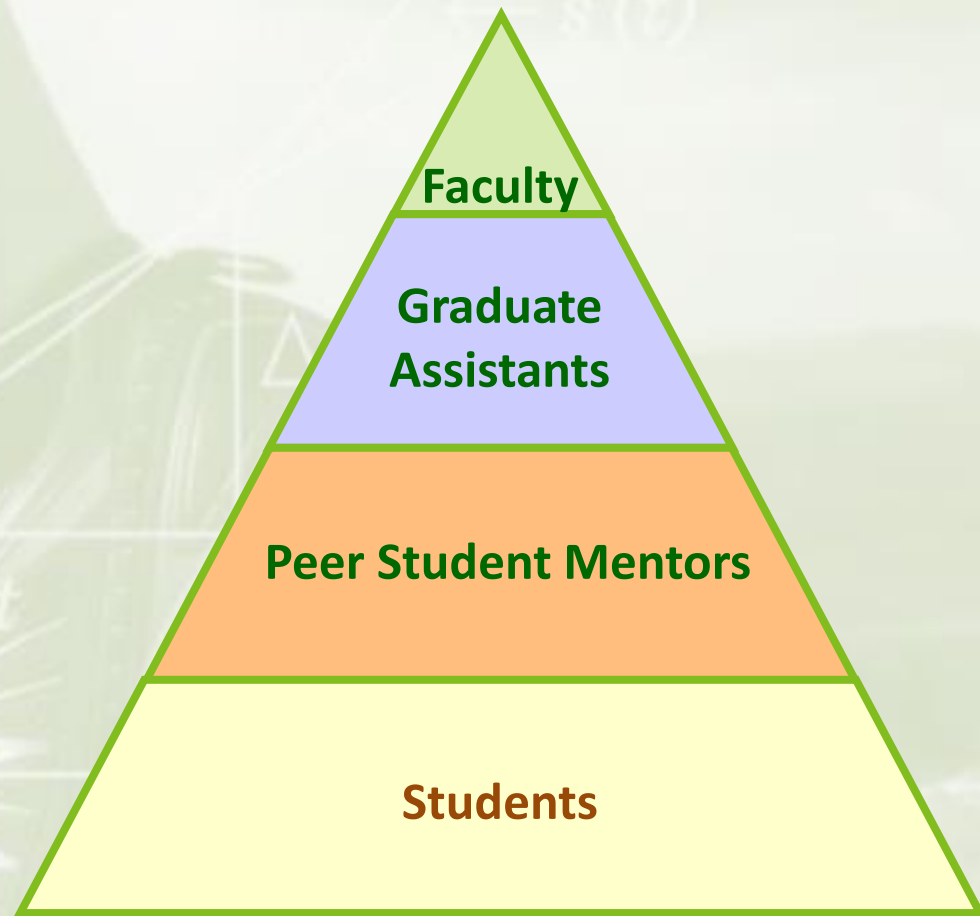 s(t)
Faculty
Graduate
Assistants
Peer Student Mentors
Students